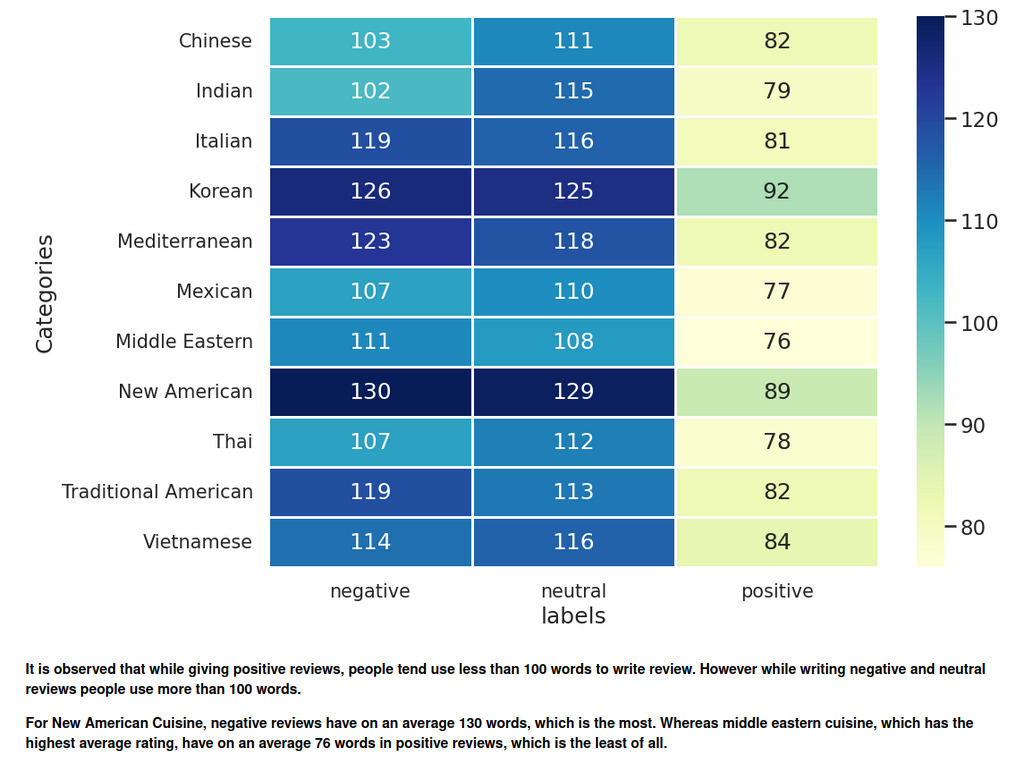 Chinese 103 111 82
Indian 102 115 79
Italian 119 116 81
Korean 126 125 92
Mediterranean 123 118 82
Mexican 107 110 77
Middle Eastern 111 108 76
New American 130 129 89
Thai 107 112 78
Traditional American 119 113 82
Vietnamese 114 116 84
Categories
negative neutral positive
labels
130
120
110
100
90
80
It is observed that while giving positive reviews, people tend use less than 100 words to write review. However while writing negative and neutral
reviews people use more than 100 words.
For New American Cuisine, negative reviews have on an average 130 words, which is the most. Whereas middle eastern cuisine, which has the
highest average rating, have on an average 76 words in positive reviews, which is the least of all.